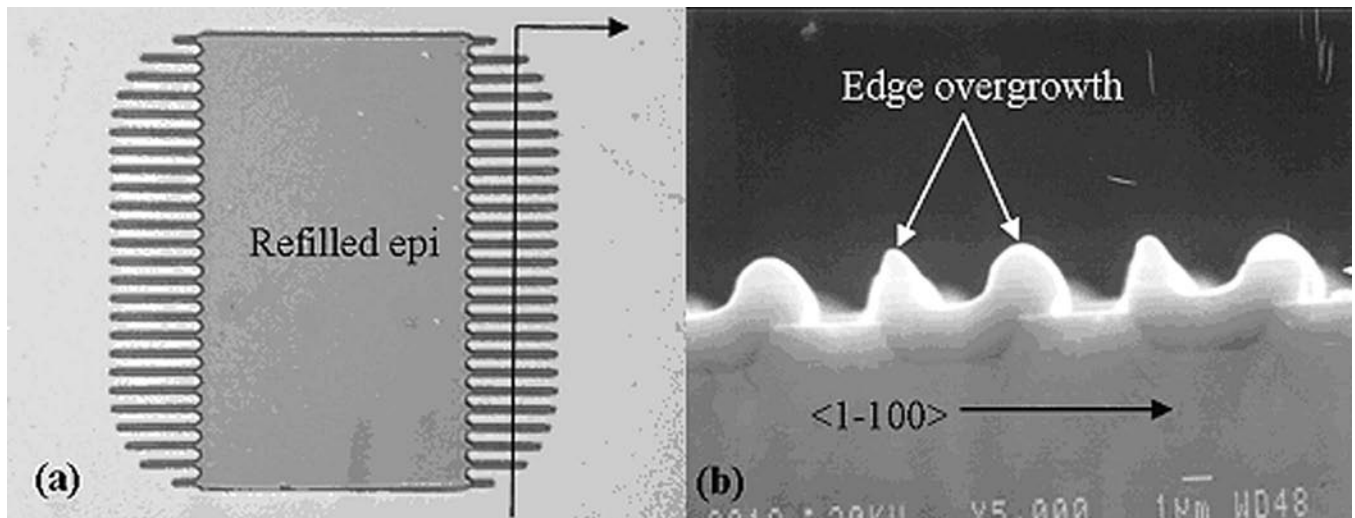 Refilled epi
(a)
Edge overgrowth
<1-100>
(b)
X5,000 1μm WD48